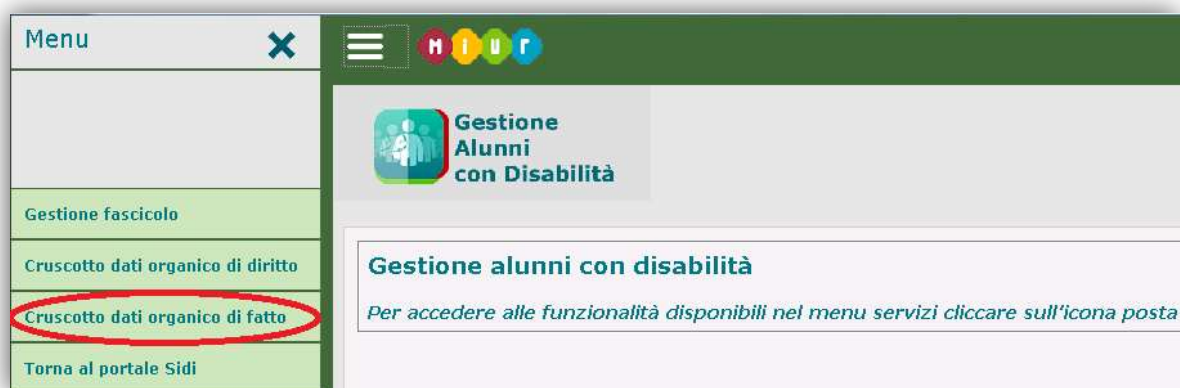 Menu
MIUR
Gestione
Alunni
con Disabilità
Gestione fascicolo
Cruscotto dati organico di diritto
Cruscotto dati organico di fatto
Torna al portale Sidi
Gestione alunni con disabilità
Per accedere alle funzionalità disponibili nel menu servizi cliccare sull'icona posta